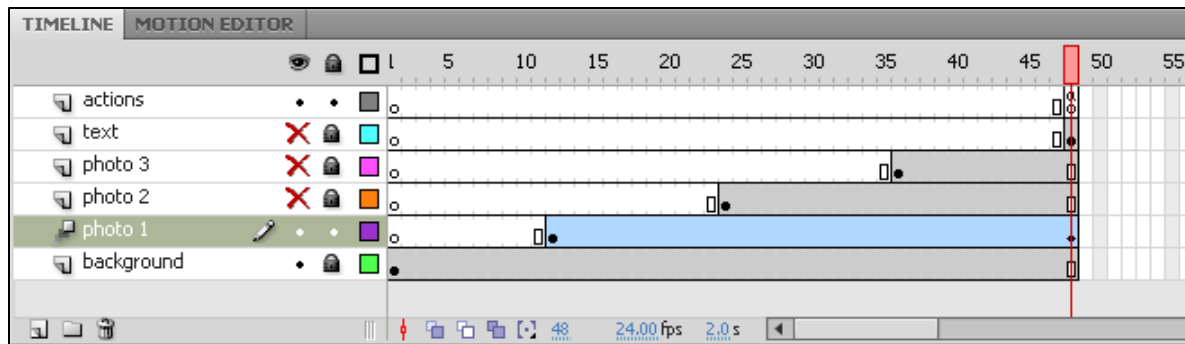 TIMELINE MOTION EDITOR
1 5 10 15 20 25 30 35 40 45 50 55
actions
a
text
photo 3
photo 2
photo 1
background
48 24.00 fps 2.0 s